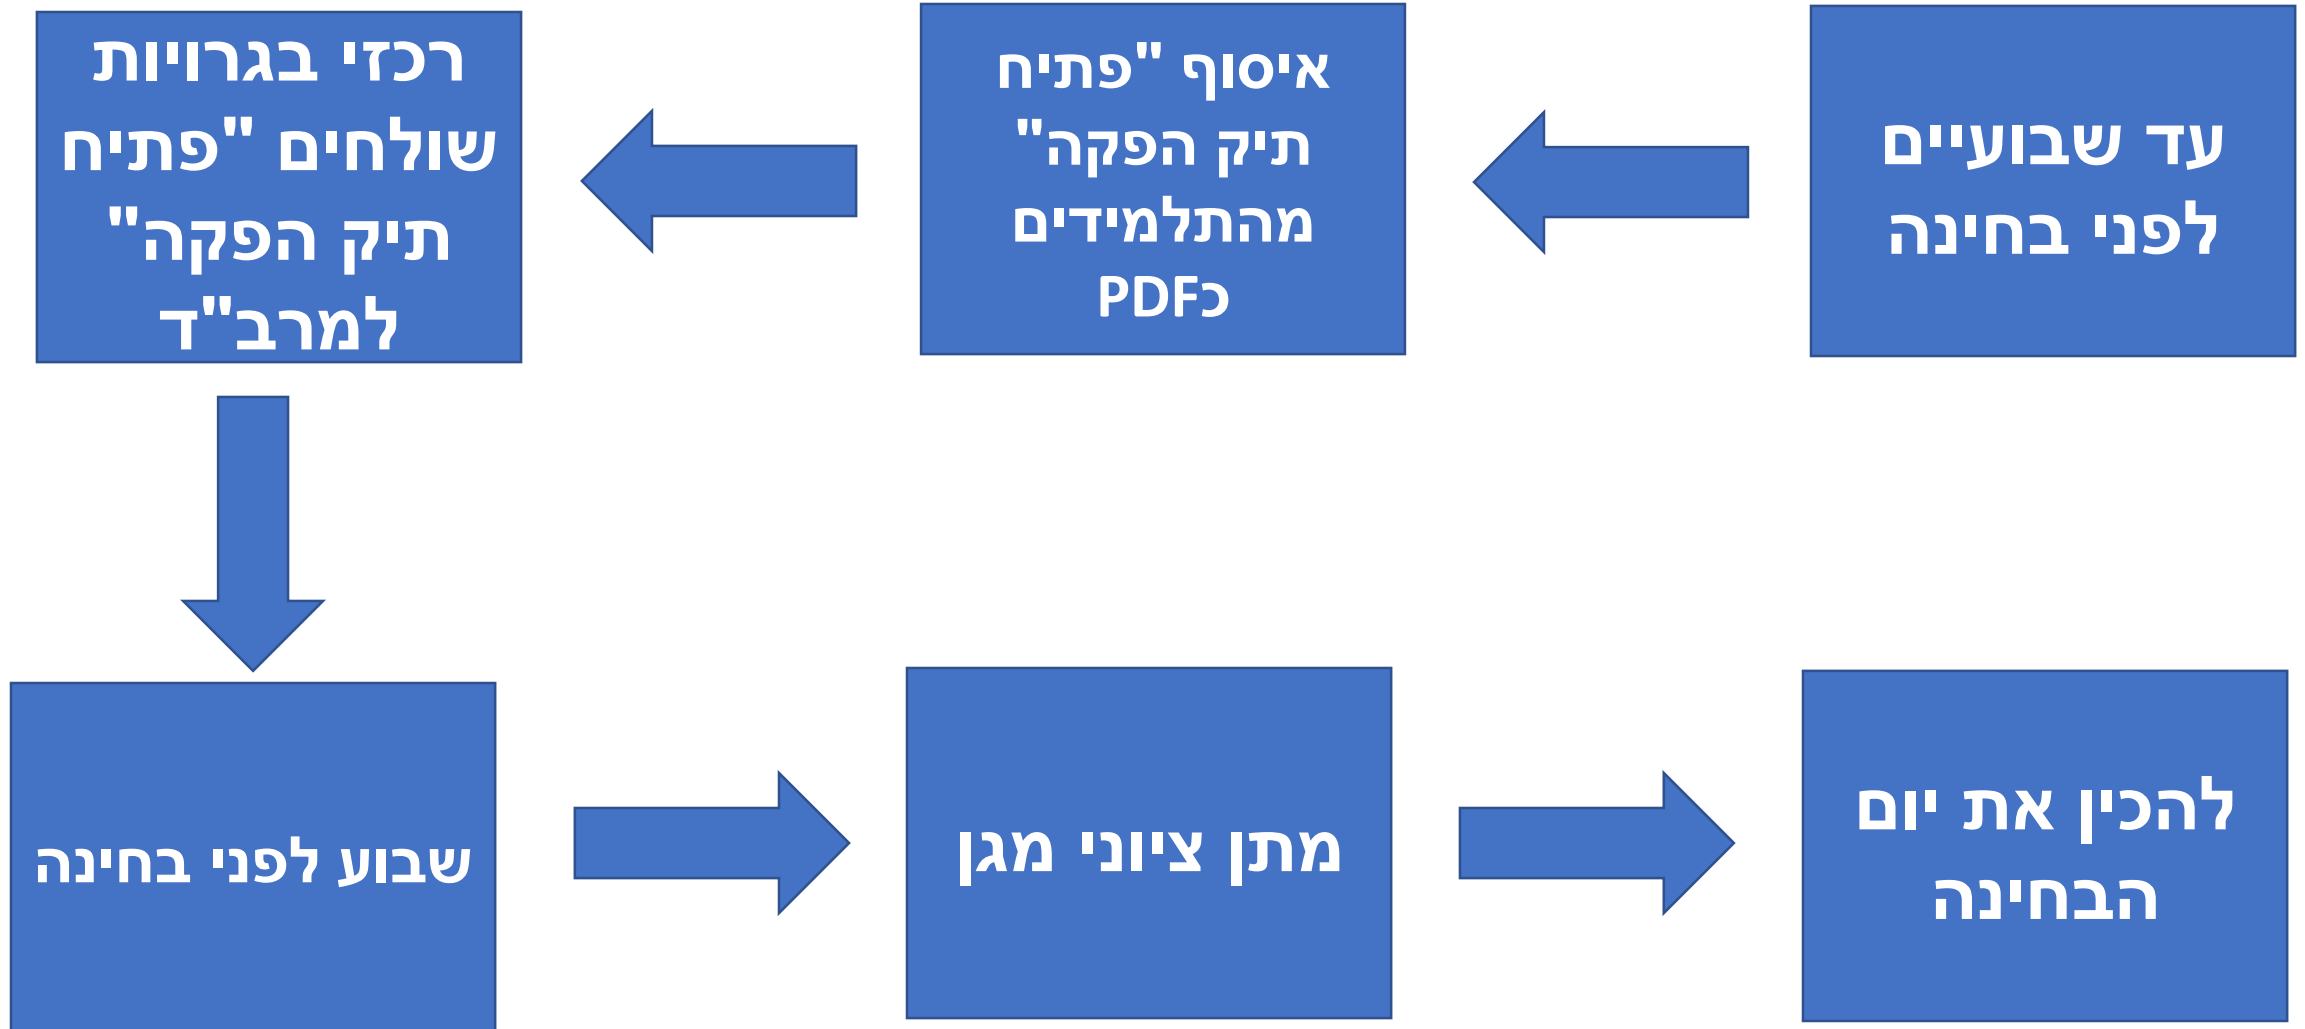 עד שבועיים
לפני בחינה
איסוף "פתיח
תיק הפקה"
מהתלמידים
כPDF
רכזי בגרויות
שולחים "פתיח
תיק הפקה"
למרב"ד
שבוע לפני בחינה
מתן ציוני מגן
להכין את יום
הבחינה